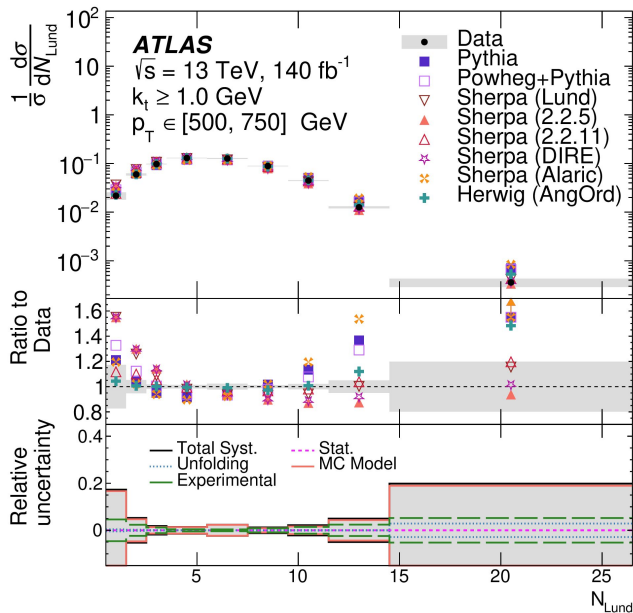 ATLAS
√s = 13 TeV, 140 fb⁻¹
k_t ≥ 1.0 GeV
p_T ∈ [500, 750] GeV
Data
Pythia
Powheg+Pythia
Sherpa (Lund)
Sherpa (2.2.5)
Sherpa (2.2.11)
Sherpa (DIRE)
Sherpa (Alaric)
Herwig (AngOrd)
1/σ dσ/dN_Lund
10²
10
1
10⁻¹
10⁻²
10⁻³
Ratio to
Data
1.6
1.4
1.2
1
0.8
Relative
uncertainty
0.4
0.2
0
Total Syst.
Unfolding
Experimental
Stat.
MC Model
5 10 15 20 25
N_Lund